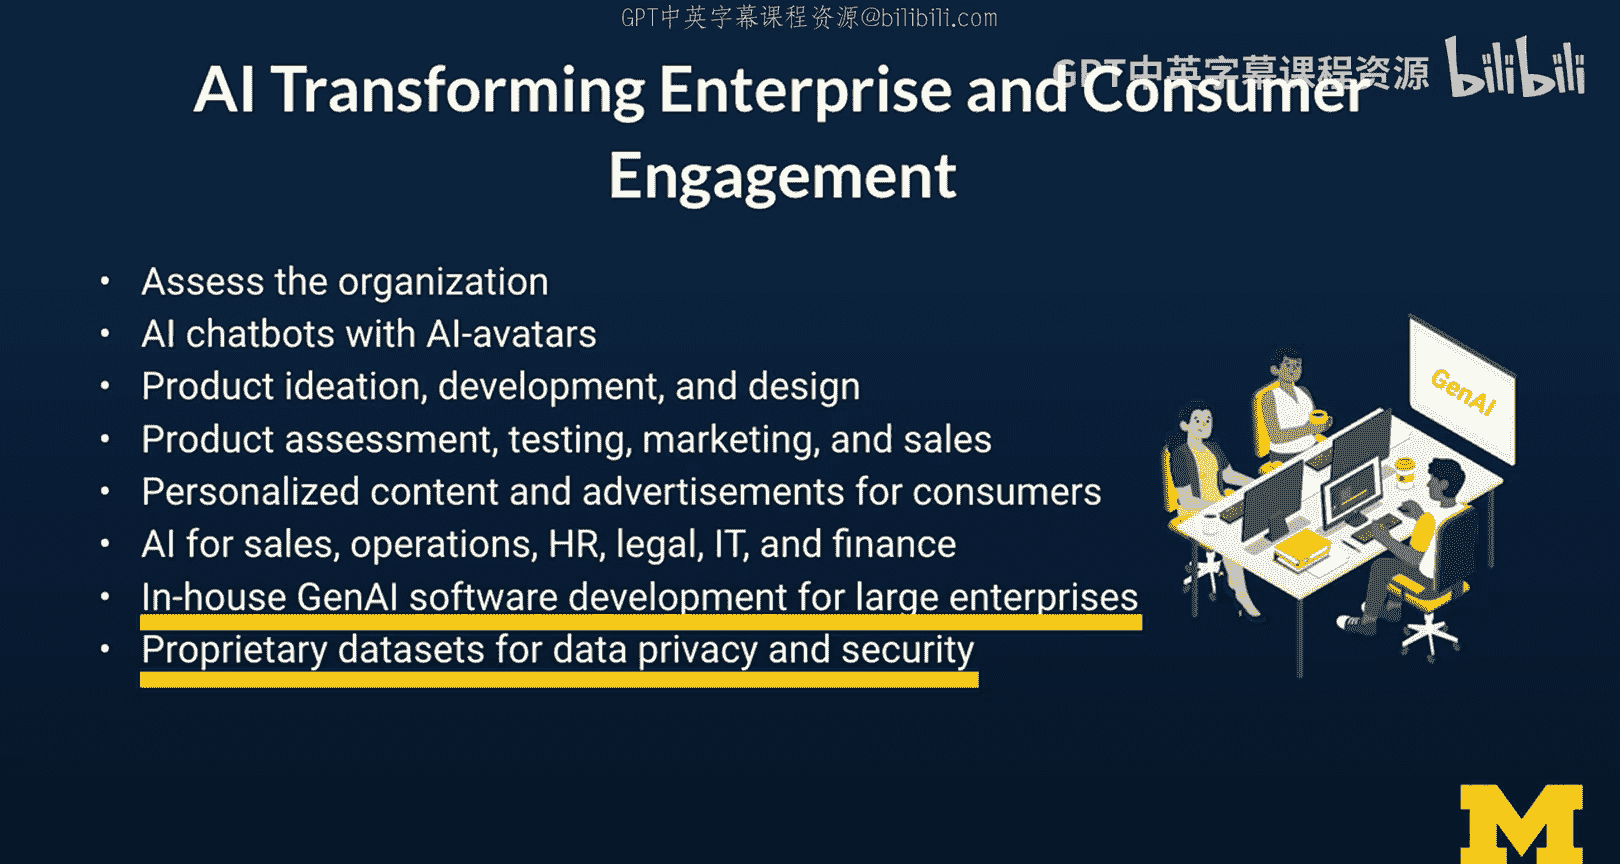 GPT中英字幕课程资源@bilibili.com
GPT中英字幕课程资源 bilibili
AI Transforming Enterprise and Consumer
Engagement
• Assess the organization
• AI chatbots with AI-avatars
• Product ideation, development, and design
• Product assessment, testing, marketing, and sales
• Personalized content and advertisements for consumers
• AI for sales, operations, HR, legal, IT, and finance
• In-house GenAI software development for large enterprises
• Proprietary datasets for data privacy and security
GenAI
M